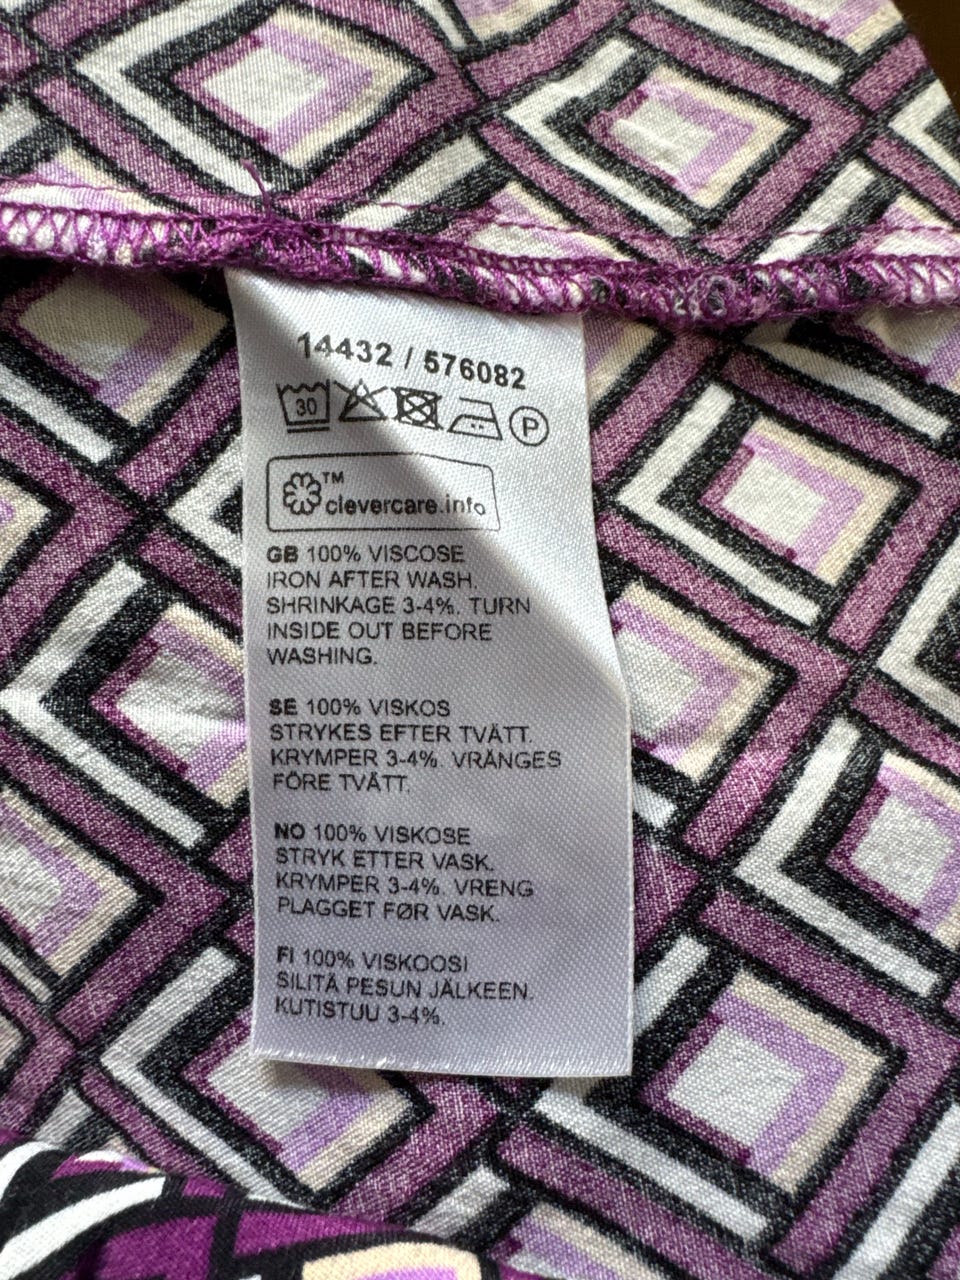 14432 / 576082
30 P
™
clevercare.info
GB 100% VISCOSE
IRON AFTER WASH.
SHRINKAGE 3-4%. TURN
INSIDE OUT BEFORE
WASHING.
SE 100% VISKOS
STRYKES EFTER TVÄTT.
KRYMPER 3-4%. VRÄNGES
FÖRE TVÄTT.
NO 100% VISKOSE
STRYK ETTER VASK.
KRYMPER 3-4%. VRENG
PLAGGET FØR VASK.
FI 100% VISKOOSI
SILITÄ PESUN JÄLKEEN.
KUTISTUU 3-4%.